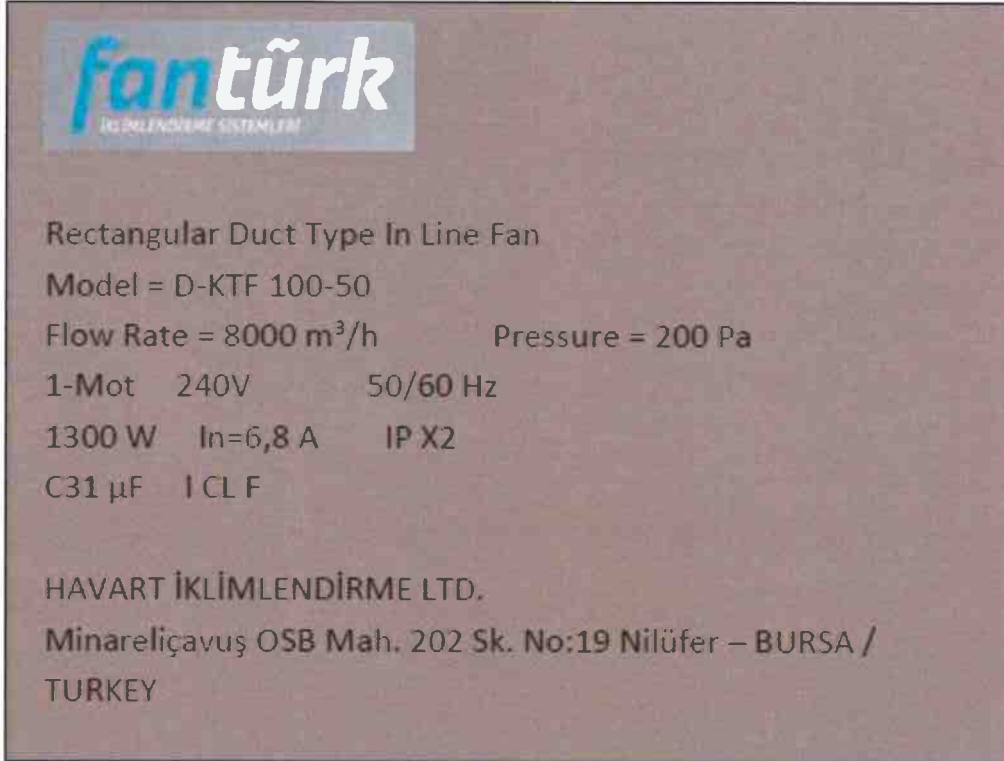 fantürk
İKLİMLENDİRME SİSTEMLERİ
Rectangular Duct Type In Line Fan
Model = D-KTF 100-50
Flow Rate = 8000 m³/h Pressure = 200 Pa
1-Mot 240V 50/60 Hz
1300 W In=6,8 A IP X2
C31 µF I CL F
HAVART İKLİMLENDİRME LTD.
Minareliçavuş OSB Mah. 202 Sk. No:19 Nilüfer – BURSA /
TURKEY